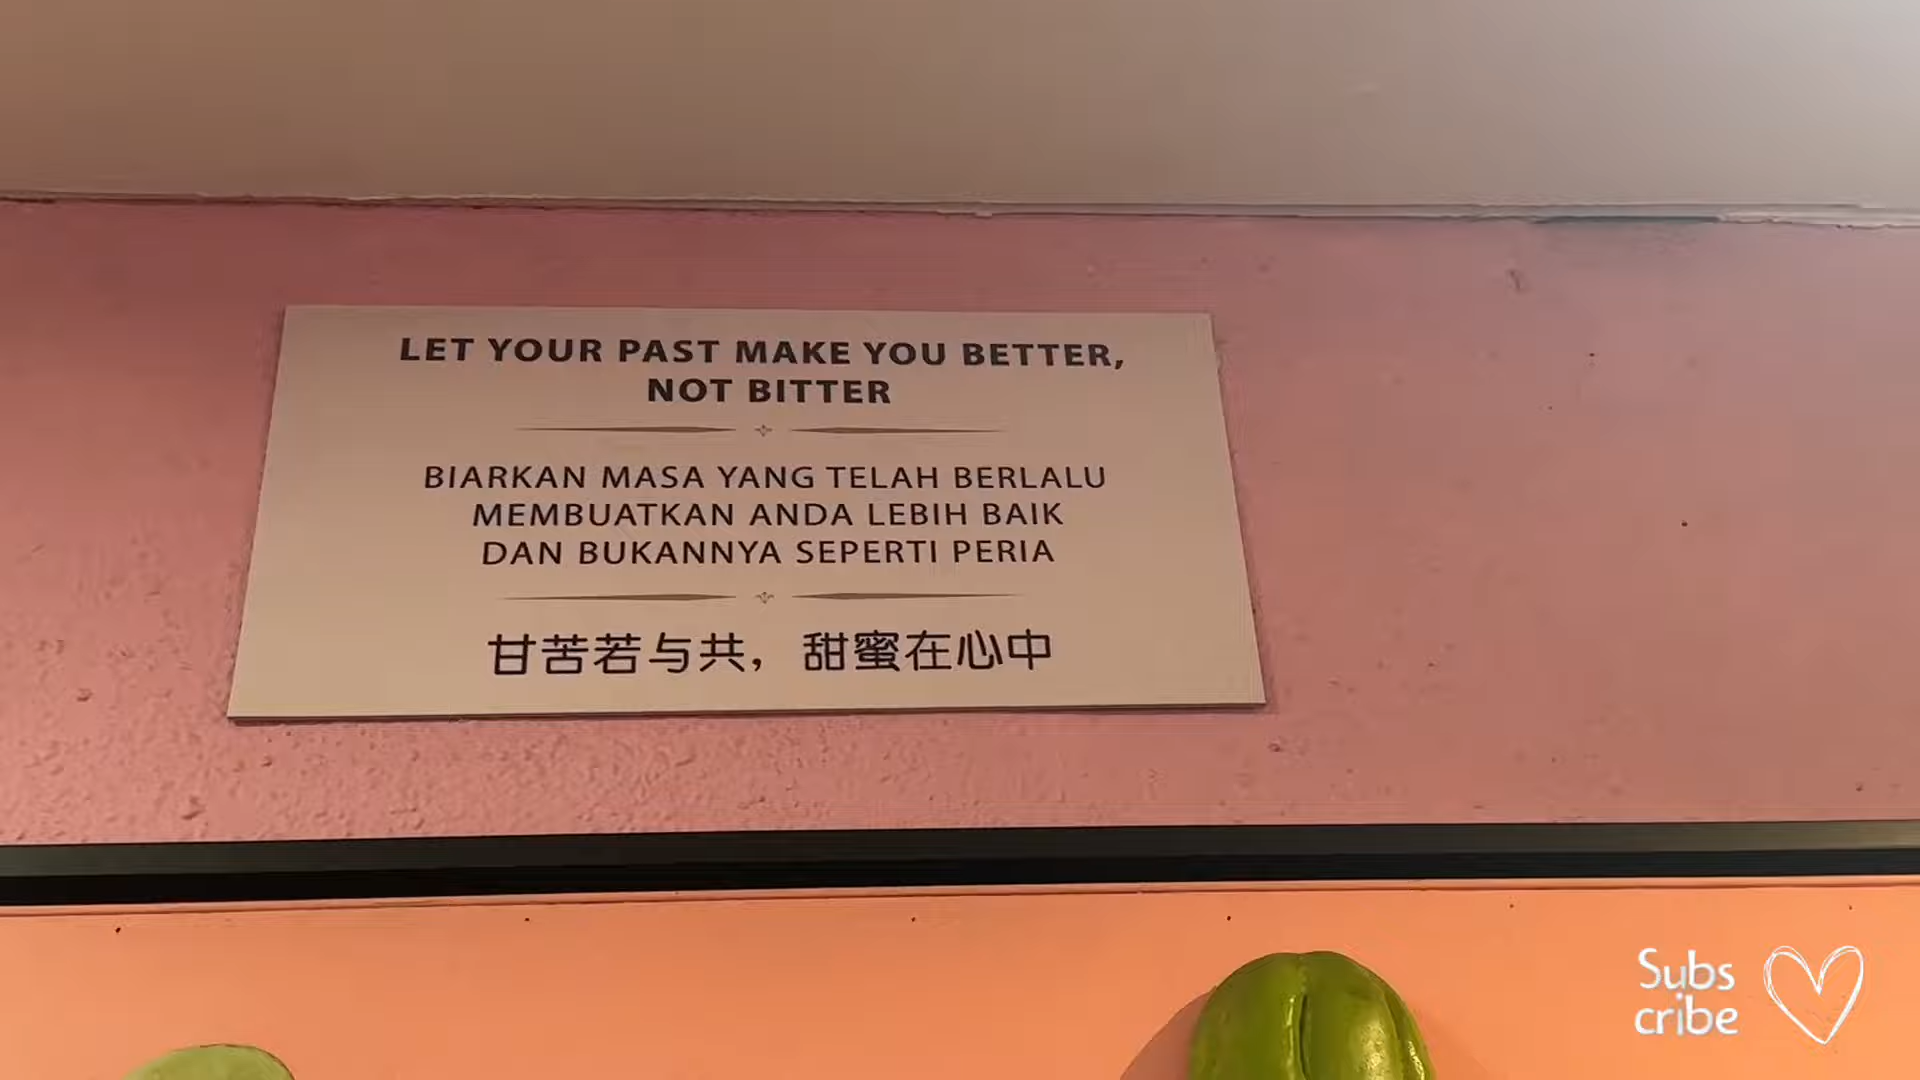 LET YOUR PAST MAKE YOU BETTER,
NOT BITTER
BIARKAN MASA YANG TELAH BERLALU
MEMBUATKAN ANDA LEBIH BAIK
DAN BUKANNYA SEPERTI PERIA
甘苦若与共，甜蜜在心中
Subs
cribe